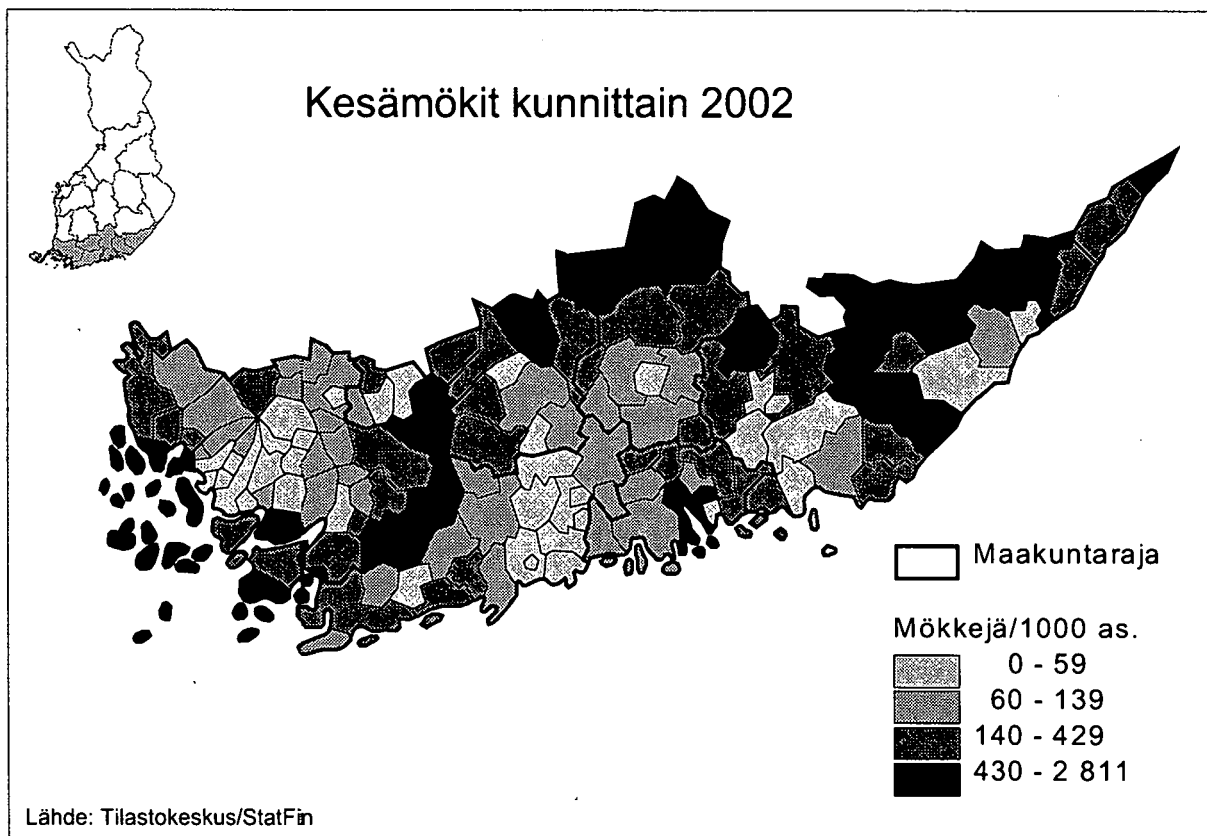 Kesämökit kunnittain 2002
Maakuntaraja
Mökkejä/1000 as.
0 - 59
60 - 139
140 - 429
430 - 2 811
Lähde: Tilastokeskus/StatFin